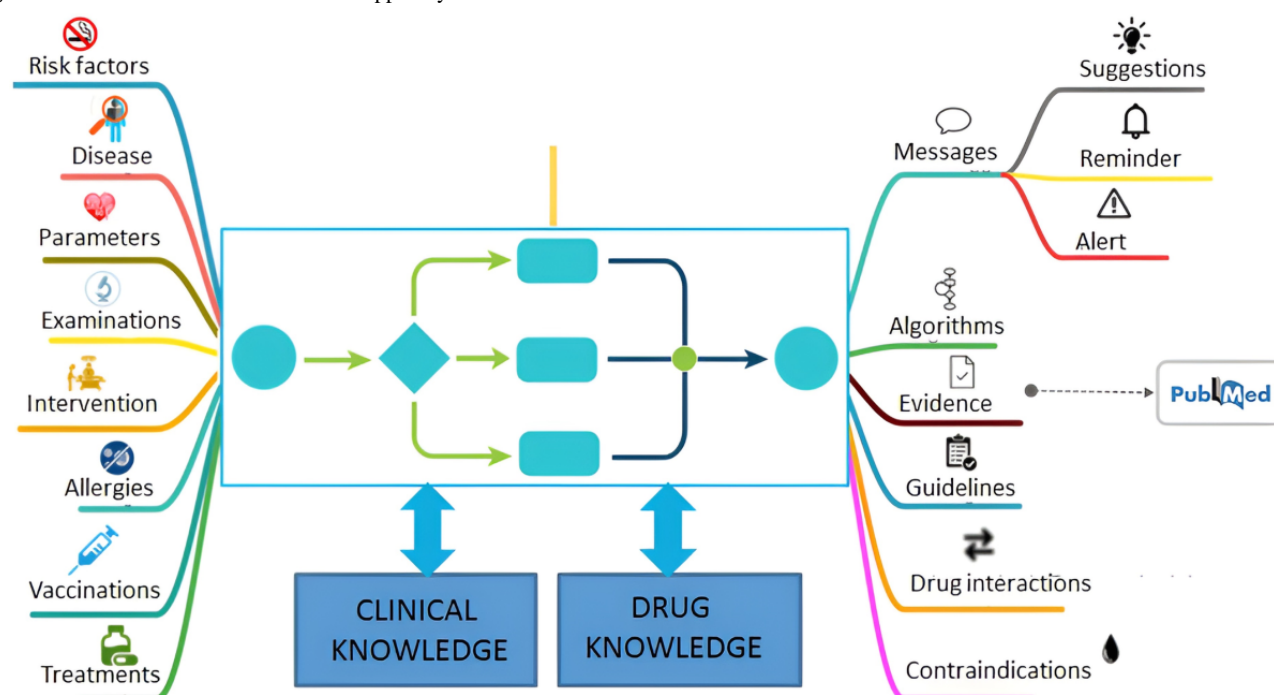 Risk factors
Disease
Parameters
Examinations
Intervention
Allergies
Vaccinations
Treatments
CLINICAL
KNOWLEDGE
DRUG
KNOWLEDGE
Messages
Suggestions
Reminder
Alert
Algorithms
Evidence
PubMed
Guidelines
Drug interactions
Contraindications